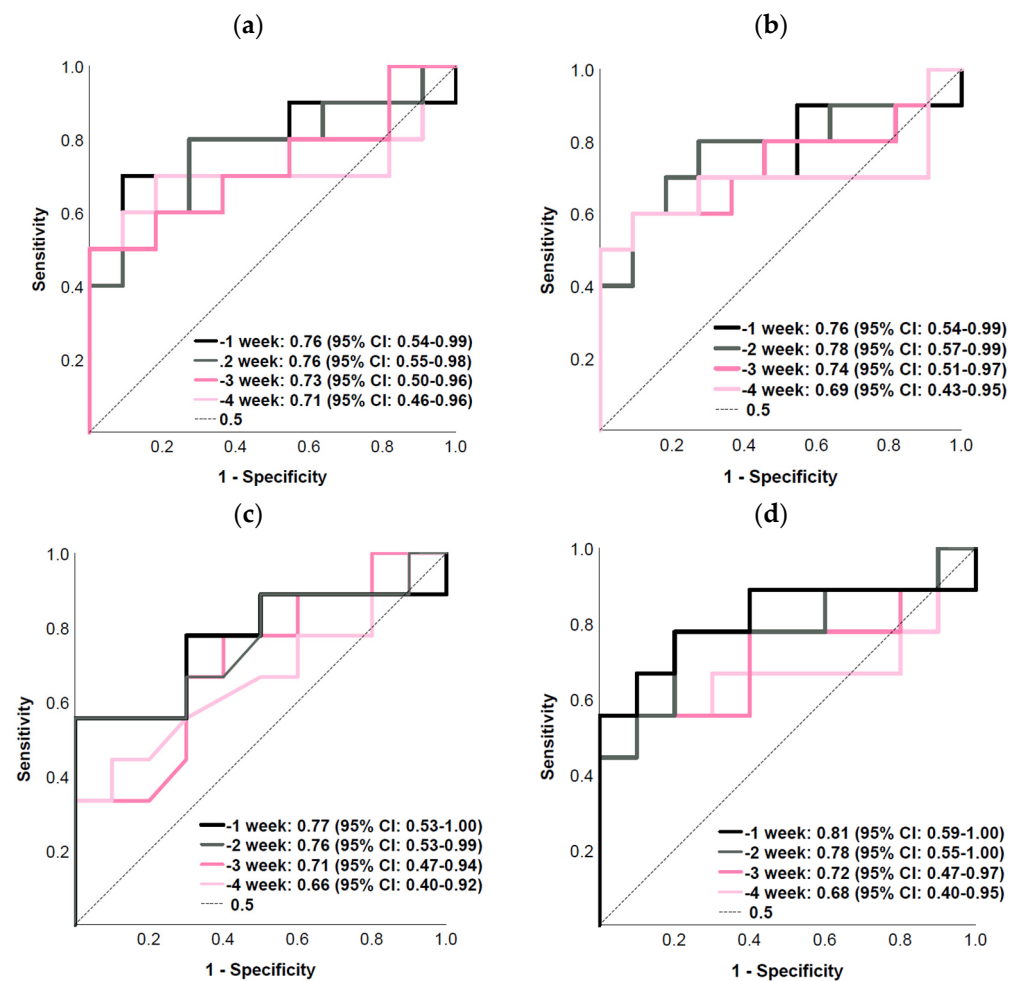 (a)
1.0
0.8
0.6
0.4
0.2
Sensitivity
-1 week: 0.76 (95% CI: 0.54-0.99)
.2 week: 0.76 (95% CI: 0.55-0.98)
-3 week: 0.73 (95% CI: 0.50-0.96)
-4 week: 0.71 (95% CI: 0.46-0.96)
0.5
0.2 0.4 0.6 0.8 1.0
1 - Specificity
(b)
1.0
0.8
0.6
0.4
0.2
Sensitivity
-1 week: 0.76 (95% CI: 0.54-0.99)
-2 week: 0.78 (95% CI: 0.57-0.99)
-3 week: 0.74 (95% CI: 0.51-0.97)
-4 week: 0.69 (95% CI: 0.43-0.95)
0.5
0.2 0.4 0.6 0.8 1.0
1 - Specificity
(c)
1.0
0.8
0.6
0.4
0.2
Sensitivity
-1 week: 0.77 (95% CI: 0.53-1.00)
-2 week: 0.76 (95% CI: 0.53-0.99)
-3 week: 0.71 (95% CI: 0.47-0.94)
-4 week: 0.66 (95% CI: 0.40-0.92)
0.5
0.2 0.4 0.6 0.8 1.0
1 - Specificity
(d)
1.0
0.8
0.6
0.4
0.2
Sensitivity
-1 week: 0.81 (95% CI: 0.59-1.00)
-2 week: 0.78 (95% CI: 0.55-1.00)
-3 week: 0.72 (95% CI: 0.47-0.97)
-4 week: 0.68 (95% CI: 0.40-0.95)
0.5
0.2 0.4 0.6 0.8 1.0
1 - Specificity